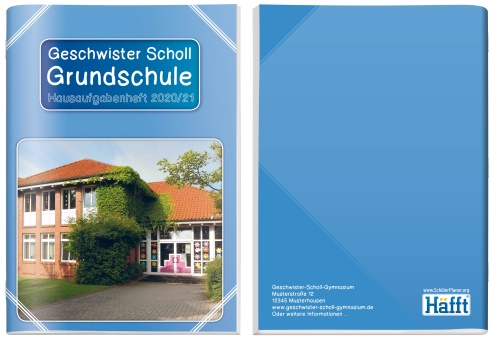 Geschwister Scholl
Grundschule
Hausaufgabenheft 2020/21
Geschwister-Scholl-Gymnasium
Musterstraße 12
12345 Musterhausen
www.geschwister-scholl-gymnasium.de
Oder weitere Informationen ...
www.SchülerPlaner.org
Häfft